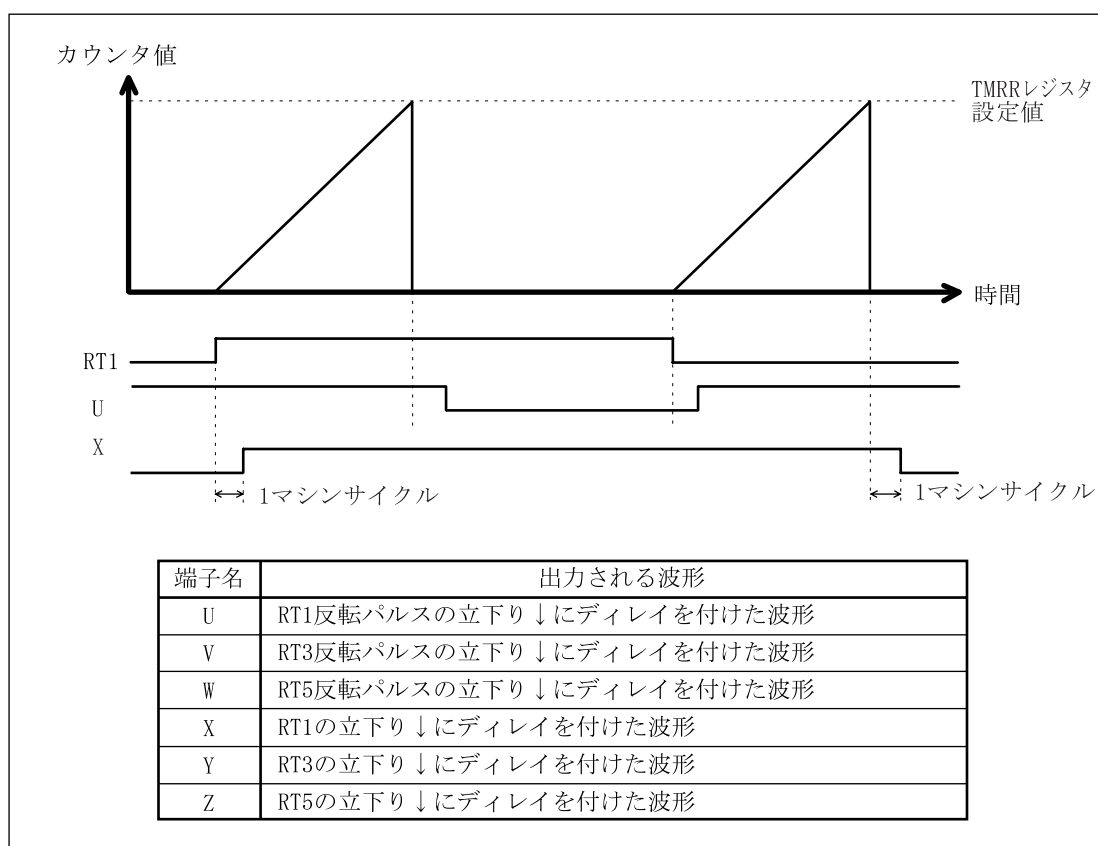 カウンタ値
TMRRレジスタ
設定値
時間
RT1
U
X
1マシンサイクル
1マシンサイクル
端子名 出力される波形
U RT1反転パルスの立下り↓にディレイを付けた波形
V RT3反転パルスの立下り↓にディレイを付けた波形
W RT5反転パルスの立下り↓にディレイを付けた波形
X RT1の立下り↓にディレイを付けた波形
Y RT3の立下り↓にディレイを付けた波形
Z RT5の立下り↓にディレイを付けた波形